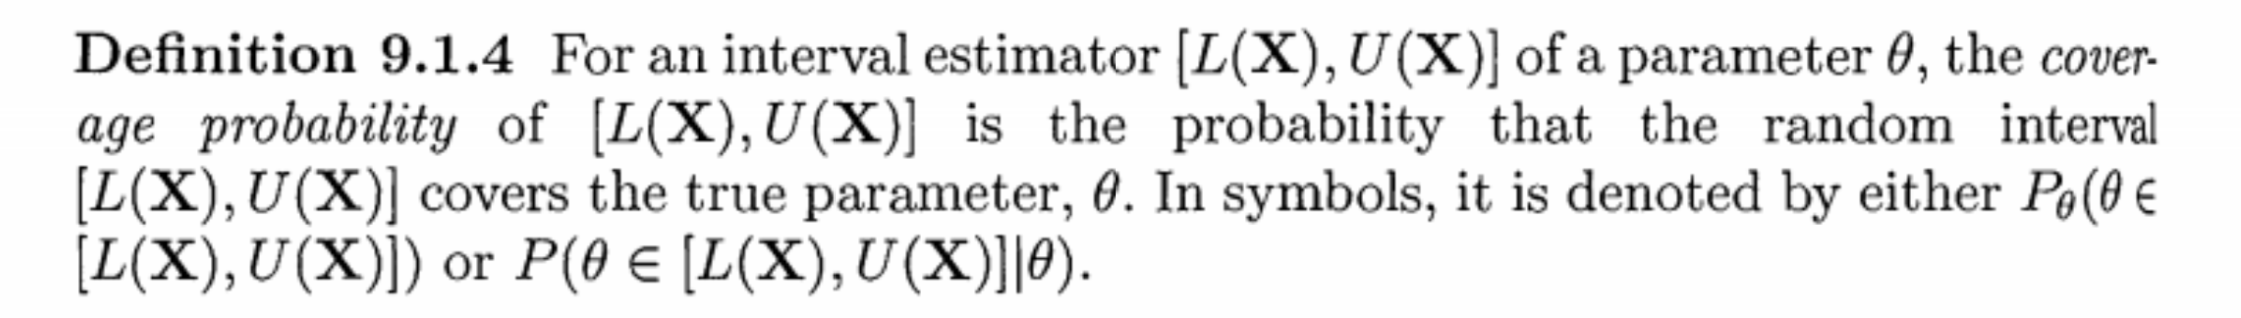 Definition 9.1.4 For an interval estimator [L(X), U(X)] of a parameter θ, the cover-
age probability of [L(X), U(X)] is the probability that the random interval
[L(X), U(X)] covers the true parameter, θ. In symbols, it is denoted by either P_θ(θ ∈
[L(X), U(X)]) or P(θ ∈ [L(X), U(X)]|θ).